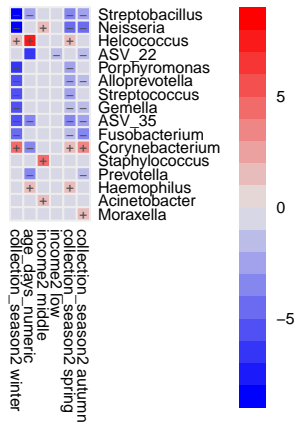 Streptobacillus
Neisseria
Helcococcus
ASV_22
Porphyromonas
Alloprevotella
Streptococcus
Gemella
ASV_35
Fusobacterium
Corynebacterium
Staphylococcus
Prevotella
Haemophilus
Acinetobacter
Moraxella
collection_season2 winter
age_days_numeric
income2 middle
income2 low
collection_season2 spring
collection_season2 autumn
5
0
−5